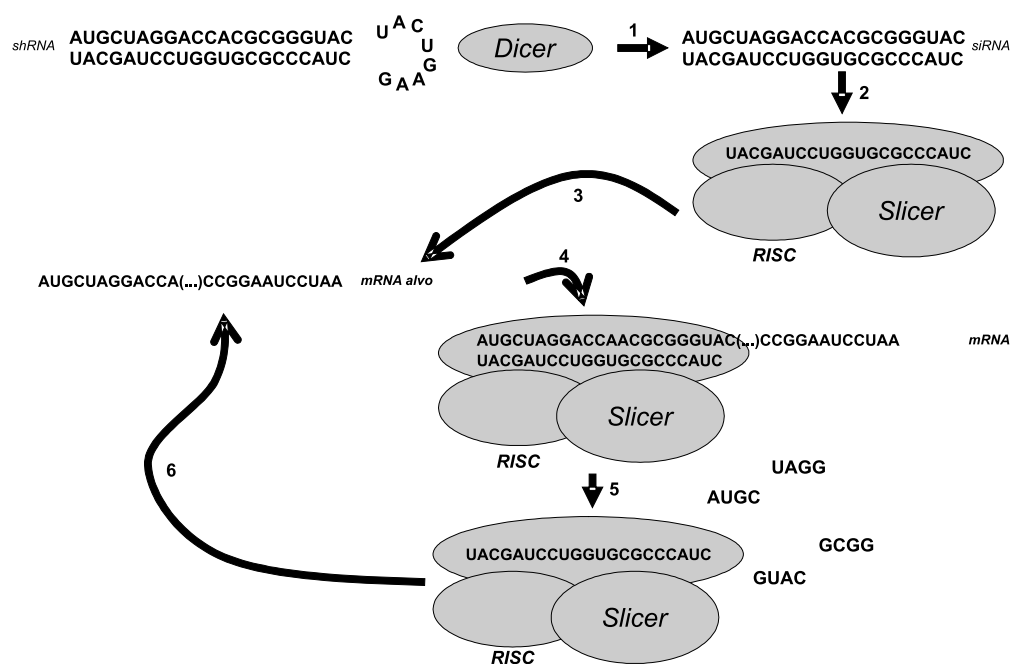 shRNA
AUGCUAGGACCACGCGGGUAC
UACGAUCCUGGUGCGCCCAUC
UACUGAAG
Dicer
1
AUGCUAGGACCACGCGGGUAC
UACGAUCCUGGUGCGCCCAUC
siRNA
2
UACGAUCCUGGUGCGCCCAUC
Slicer
RISC
3
AUGCUAGGACCA(...)CCGGAAUCCUAA
mRNA alvo
4
AUGCUAGGACCAACGCGGGUAC(...)CCGGAAUCCUAA
mRNA
UACGAUCCUGGUGCGCCCAUC
Slicer
RISC
5
6
UAGG
AUGC
GCGG
GUAC
UACGAUCCUGGUGCGCCCAUC
Slicer
RISC